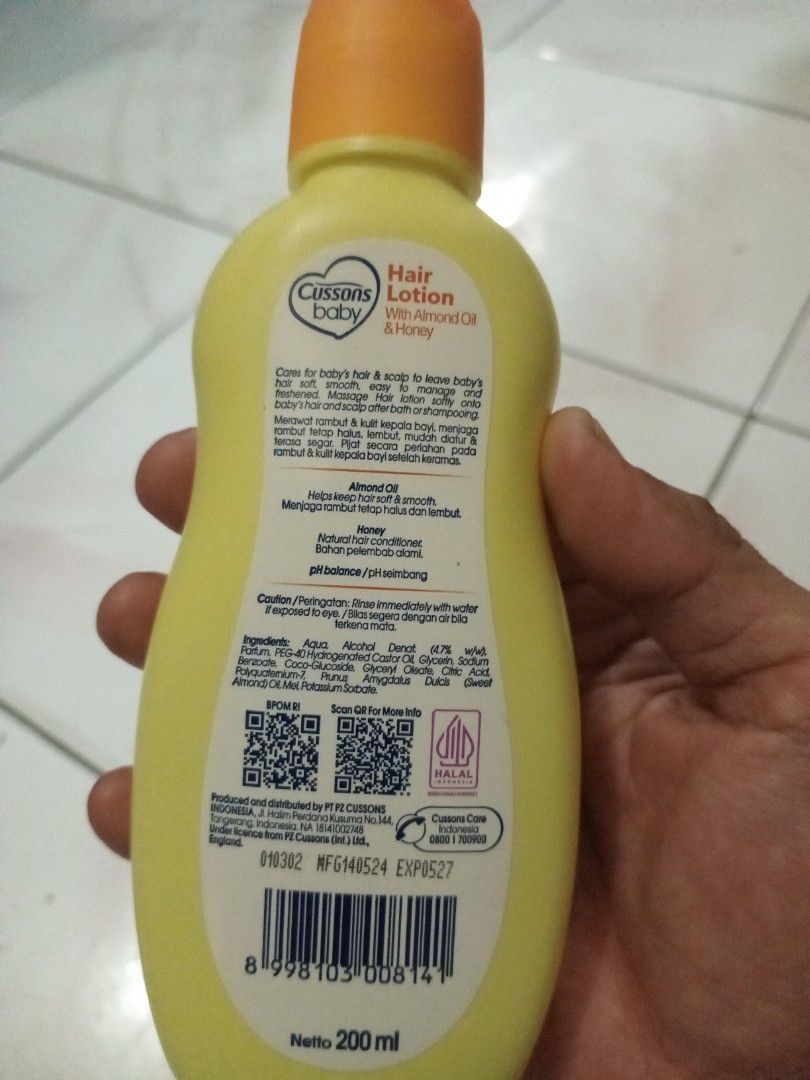 Cussons
baby
Hair
Lotion
With Almond Oil
& Honey
Cares for baby's hair & scalp to leave baby's
hair soft, smooth, easy to manage and
freshened. Massage Hair lotion softly onto
baby's hair and scalp after bath or shampooing.
Merawat rambut & kulit kepala bayi, menjaga
rambut tetap halus, lembut, mudah diatur &
terasa segar. Pijat secara perlahan pada
rambut & kulit kepala bayi setelah keramas.
Almond Oil
Helps keep hair soft & smooth.
Menjaga rambut tetap halus dan lembut.
Honey
Natural hair conditioner.
Bahan pelembab alami.
pH balance / pH seimbang
Caution / Peringatan: Rinse immediately with water
if exposed to eye. / Bilas segera dengan air bila
terkena mata.
Ingredients: Aqua, Alcohol Denat (4.7% w/w),
Parfum, PEG-40 Hydrogenated Castor Oil, Glycerin, Sodium
Benzoate, Coco-Glucoside, Glyceryl Oleate, Citric Acid,
Polyquaternium-7, Prunus Amygdalus Dulcis (Sweet
Almond) Oil, Mel, Potassium Sorbate.
BPOM RI
Scan QR For More Info
HALAL
INDONESIA
Produced and distributed by PT PZ CUSSONS
INDONESIA, Jl. Halim Perdana Kusuma No.144,
Tangerang, Indonesia. NA 18141002748
Under licence from PZ Cussons (Int.) Ltd.,
England.
Cussons Care
Indonesia
0800 1 700900
010302 MFG140524 EXP0527
8 998103 008141
Netto 200 ml